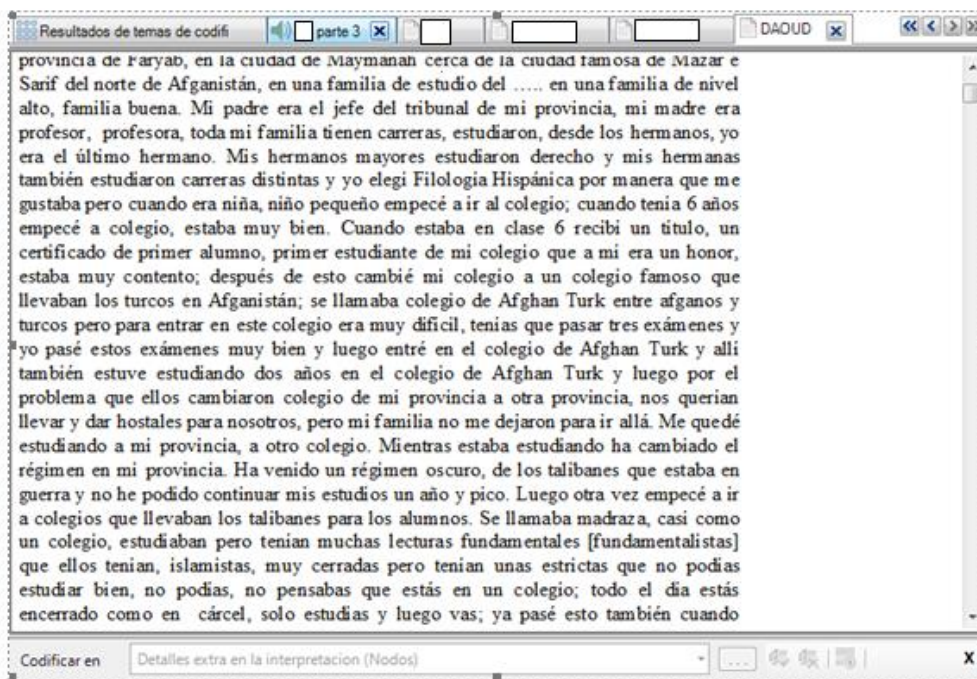 Resultados de temas de codifi parte 3 DAOUD
provincia de Faryab, en la ciudad de Maymanah cerca de la ciudad famosa de Mazar e
Sarif del norte de Afganistán, en una familia de estudio del ..... en una familia de nivel
alto, familia buena. Mi padre era el jefe del tribunal de mi provincia, mi madre era
profesor, profesora, toda mi familia tienen carreras, estudiaron, desde los hermanos, yo
era el último hermano. Mis hermanos mayores estudiaron derecho y mis hermanas
también estudiaron carreras distintas y yo elegi Filologia Hispánica por manera que me
gustaba pero cuando era niña, niño pequeño empecé a ir al colegio; cuando tenia 6 años
empecé a colegio, estaba muy bien. Cuando estaba en clase 6 recibi un titulo, un
certificado de primer alumno, primer estudiante de mi colegio que a mi era un honor,
estaba muy contento; después de esto cambié mi colegio a un colegio famoso que
llevaban los turcos en Afganistán; se llamaba colegio de Afghan Turk entre afganos y
turcos pero para entrar en este colegio era muy dificil, tenias que pasar tres exámenes y
yo pasé estos exámenes muy bien y luego entré en el colegio de Afghan Turk y alli
también estuve estudiando dos años en el colegio de Afghan Turk y luego por el
problema que ellos cambiaron colegio de mi provincia a otra provincia, nos querian
llevar y dar hostales para nosotros, pero mi familia no me dejaron para ir allá. Me quedé
estudiando a mi provincia, a otro colegio. Mientras estaba estudiando ha cambiado el
régimen en mi provincia. Ha venido un régimen oscuro, de los talibanes que estaba en
guerra y no he podido continuar mis estudios un año y pico. Luego otra vez empecé a ir
a colegios que llevaban los talibanes para los alumnos. Se llamaba madraza, casi como
un colegio, estudiaban pero tenian muchas lecturas fundamentales [fundamentalistas]
que ellos tenian, islamistas, muy cerradas pero tenian unas estrictas que no podias
estudiar bien, no podias, no pensabas que estás en un colegio; todo el dia estás
encerrado como en cárcel, solo estudias y luego vas; ya pasé esto también cuando
Codificar en Detalles extra en la interpretacion (Nodos) ... x